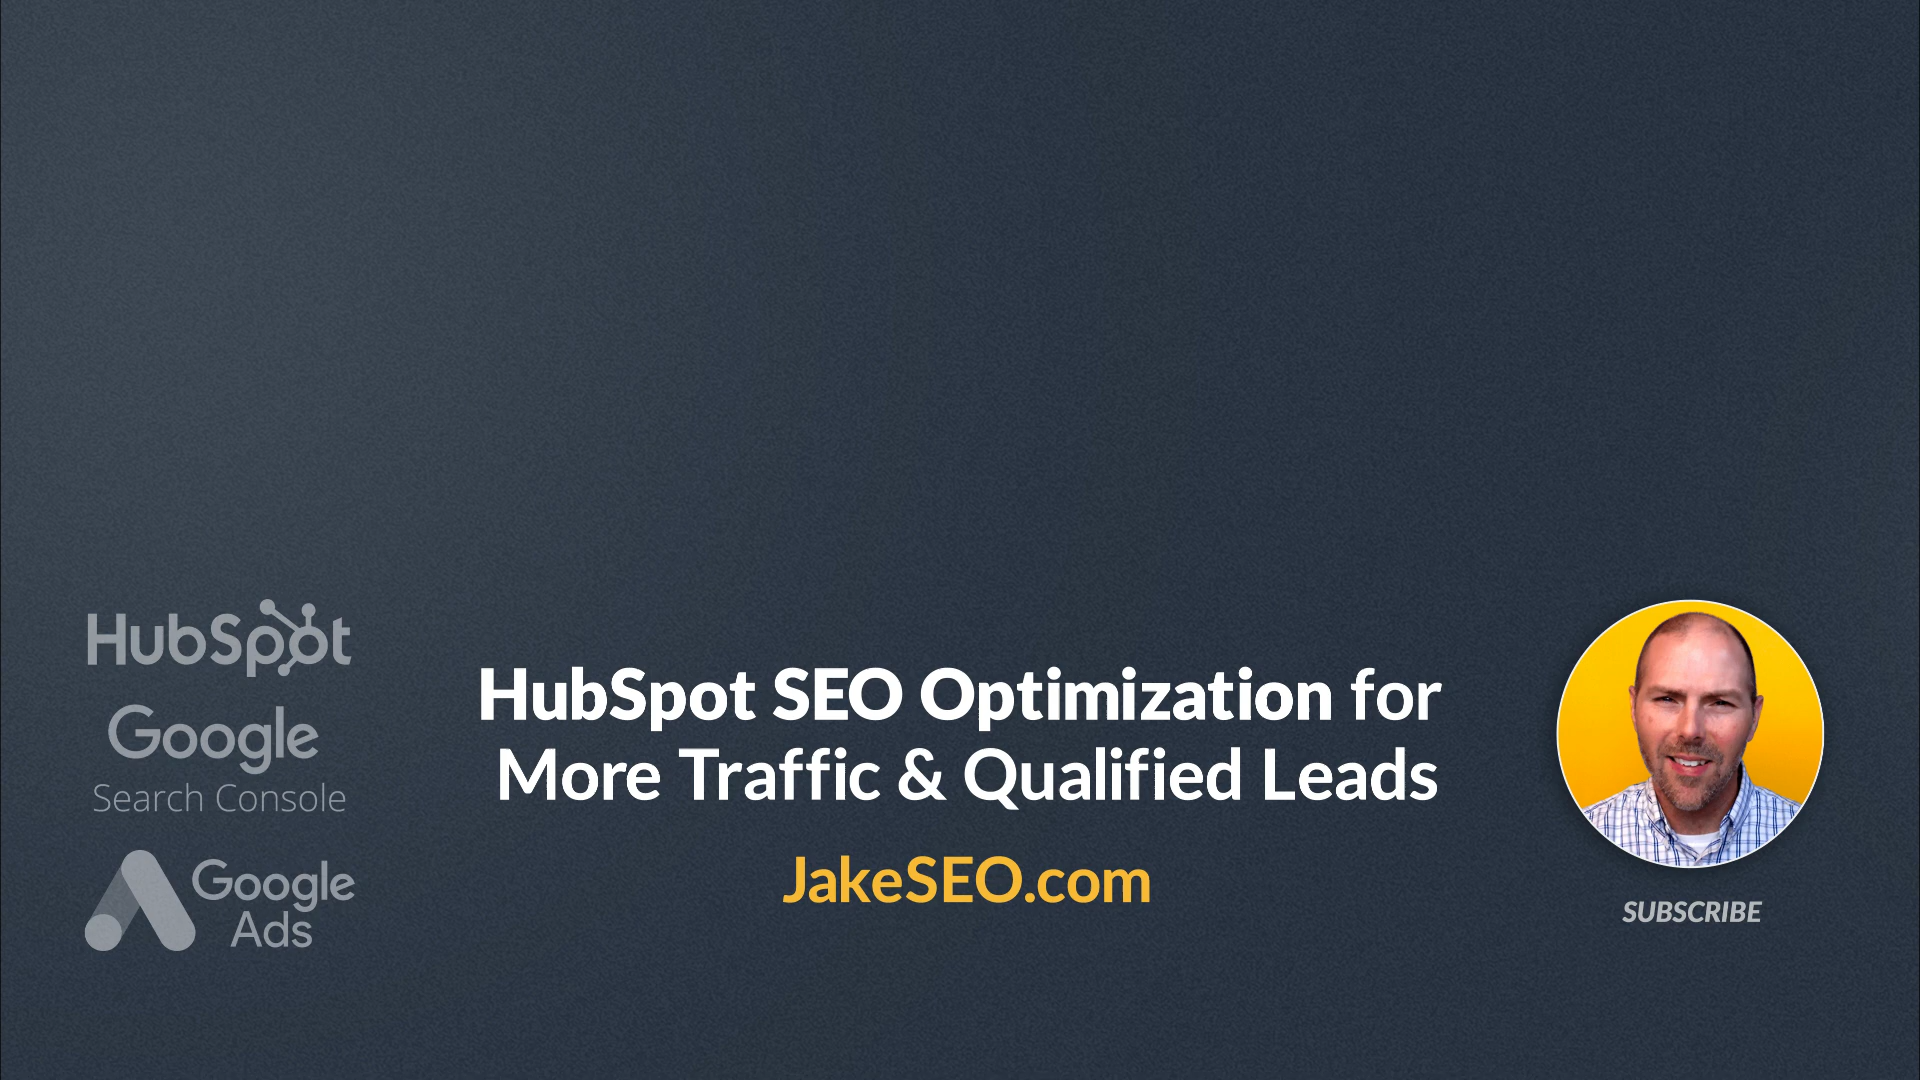 HubSpot
Google
Search Console
Google
Ads
HubSpot SEO Optimization for
More Traffic & Qualified Leads
JakeSEO.com
SUBSCRIBE